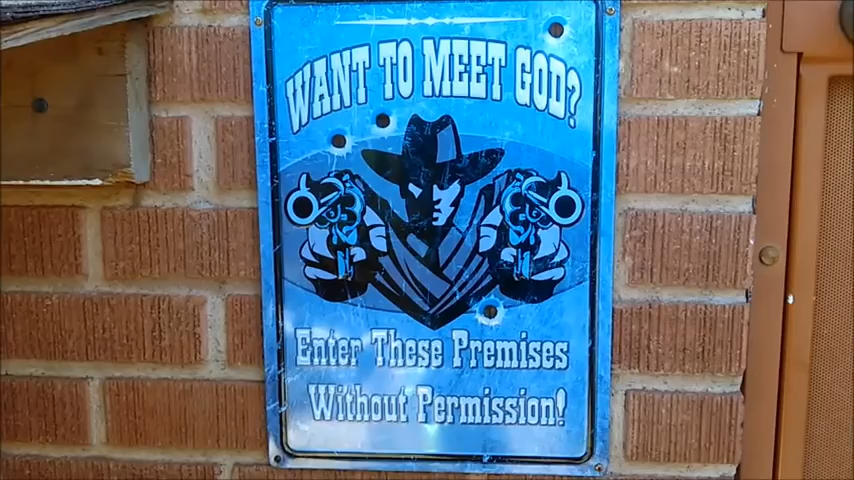 WANT TO MEET GOD?
Enter These Premises
Without Permission!